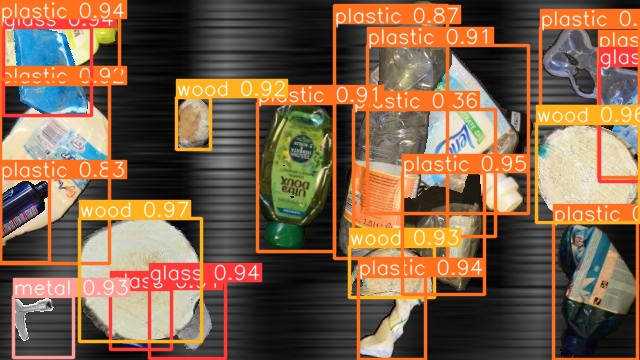 plastic 0.94
glass 0.94
plastic 0.92
plastic 0.83
wood 0.92
plastic 0.91
plastic 0.87
plastic 0.91
plastic 0.36
plastic 0.95
plastic 0.
plas
glas
wood 0.96
wood 0.97
wood 0.93
plastic 0.94
plastic 0
metal 0.93
glass 0.94
Ultra
DOUX